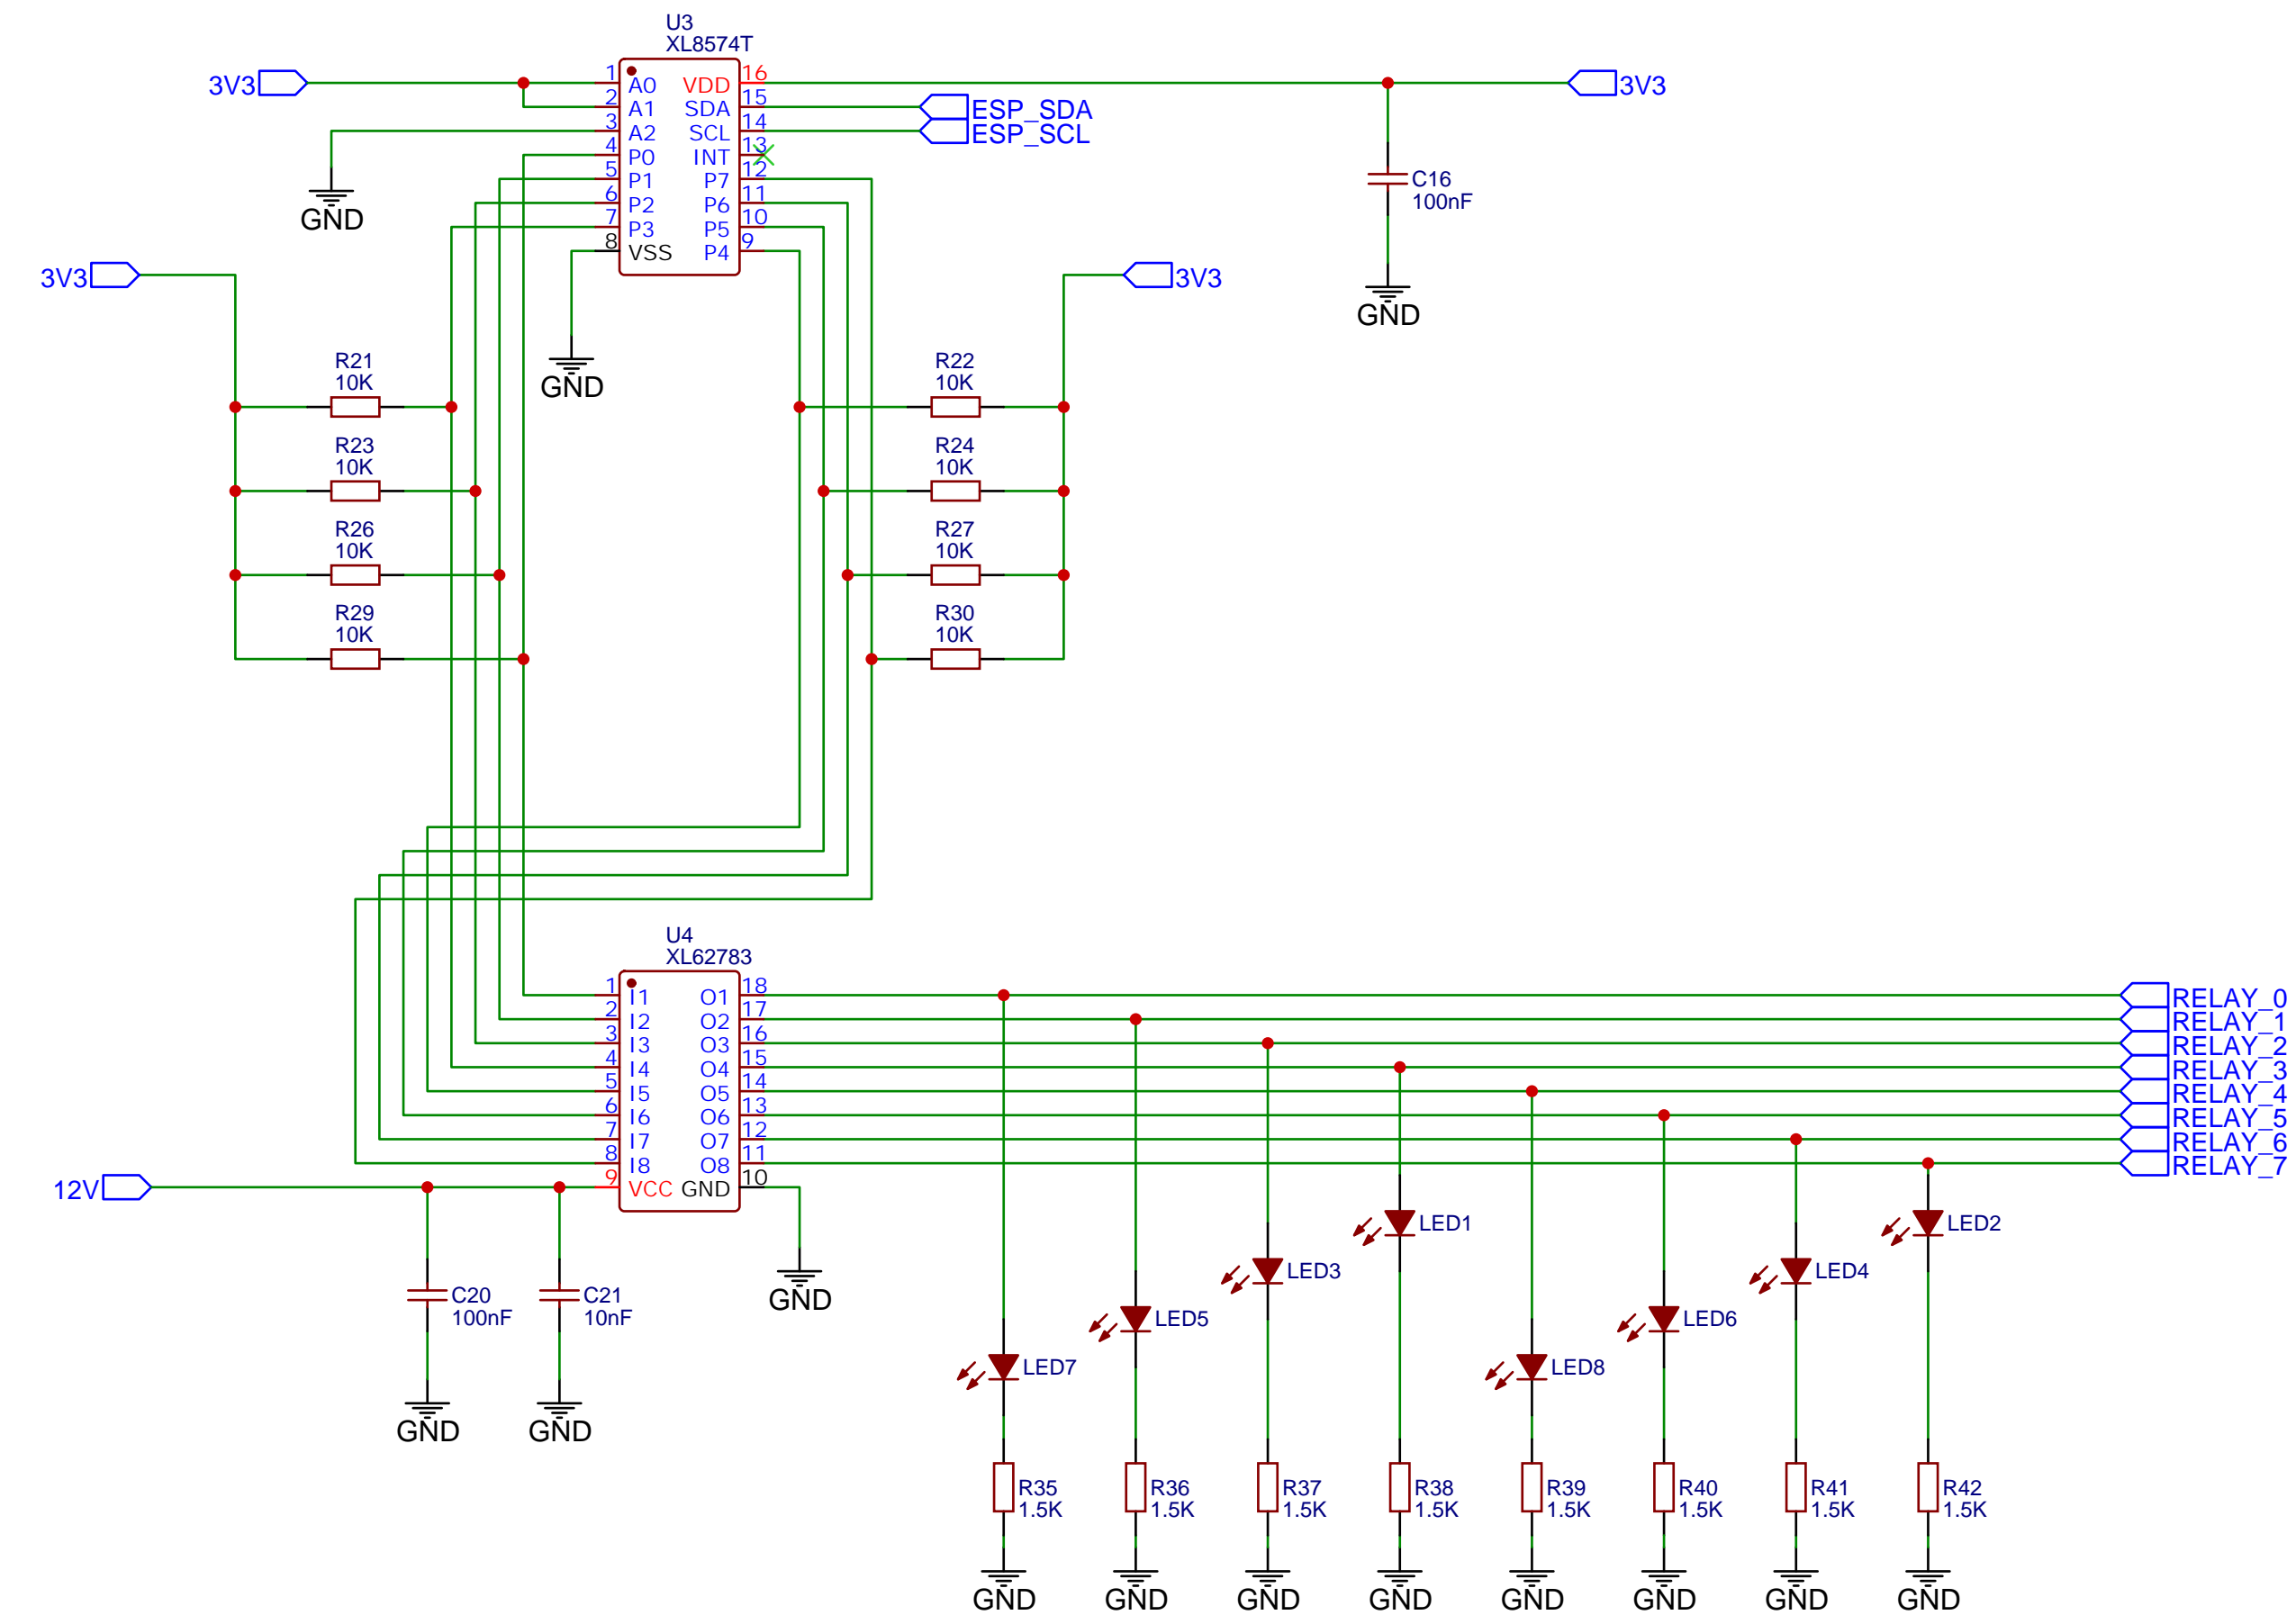 U3
XL8574T
3V3
1 A0 VDD 16
2 A1 SDA 15
3 A2 SCL 14
4 P0 INT 13
5 P1 P7 12
6 P2 P6 11
7 P3 P5 10
8 VSS P4 9
3V3
ESP_SDA
ESP_SCL
C16
100nF
GND
GND
GND
3V3
3V3
R21
10K
R22
10K
R23
10K
R24
10K
R26
10K
R27
10K
R29
10K
R30
10K
U4
XL62783
1 I1 O1 18
2 I2 O2 17
3 I3 O3 16
4 I4 O4 15
5 I5 O5 14
6 I6 O6 13
7 I7 O7 12
8 I8 O8 11
9 VCC GND 10
RELAY_0
RELAY_1
RELAY_2
RELAY_3
RELAY_4
RELAY_5
RELAY_6
RELAY_7
12V
C20
100nF
C21
10nF
GND
GND
GND
LED7
LED5
LED3
LED1
LED8
LED6
LED4
LED2
R35
1.5K
R36
1.5K
R37
1.5K
R38
1.5K
R39
1.5K
R40
1.5K
R41
1.5K
R42
1.5K
GND
GND
GND
GND
GND
GND
GND
GND